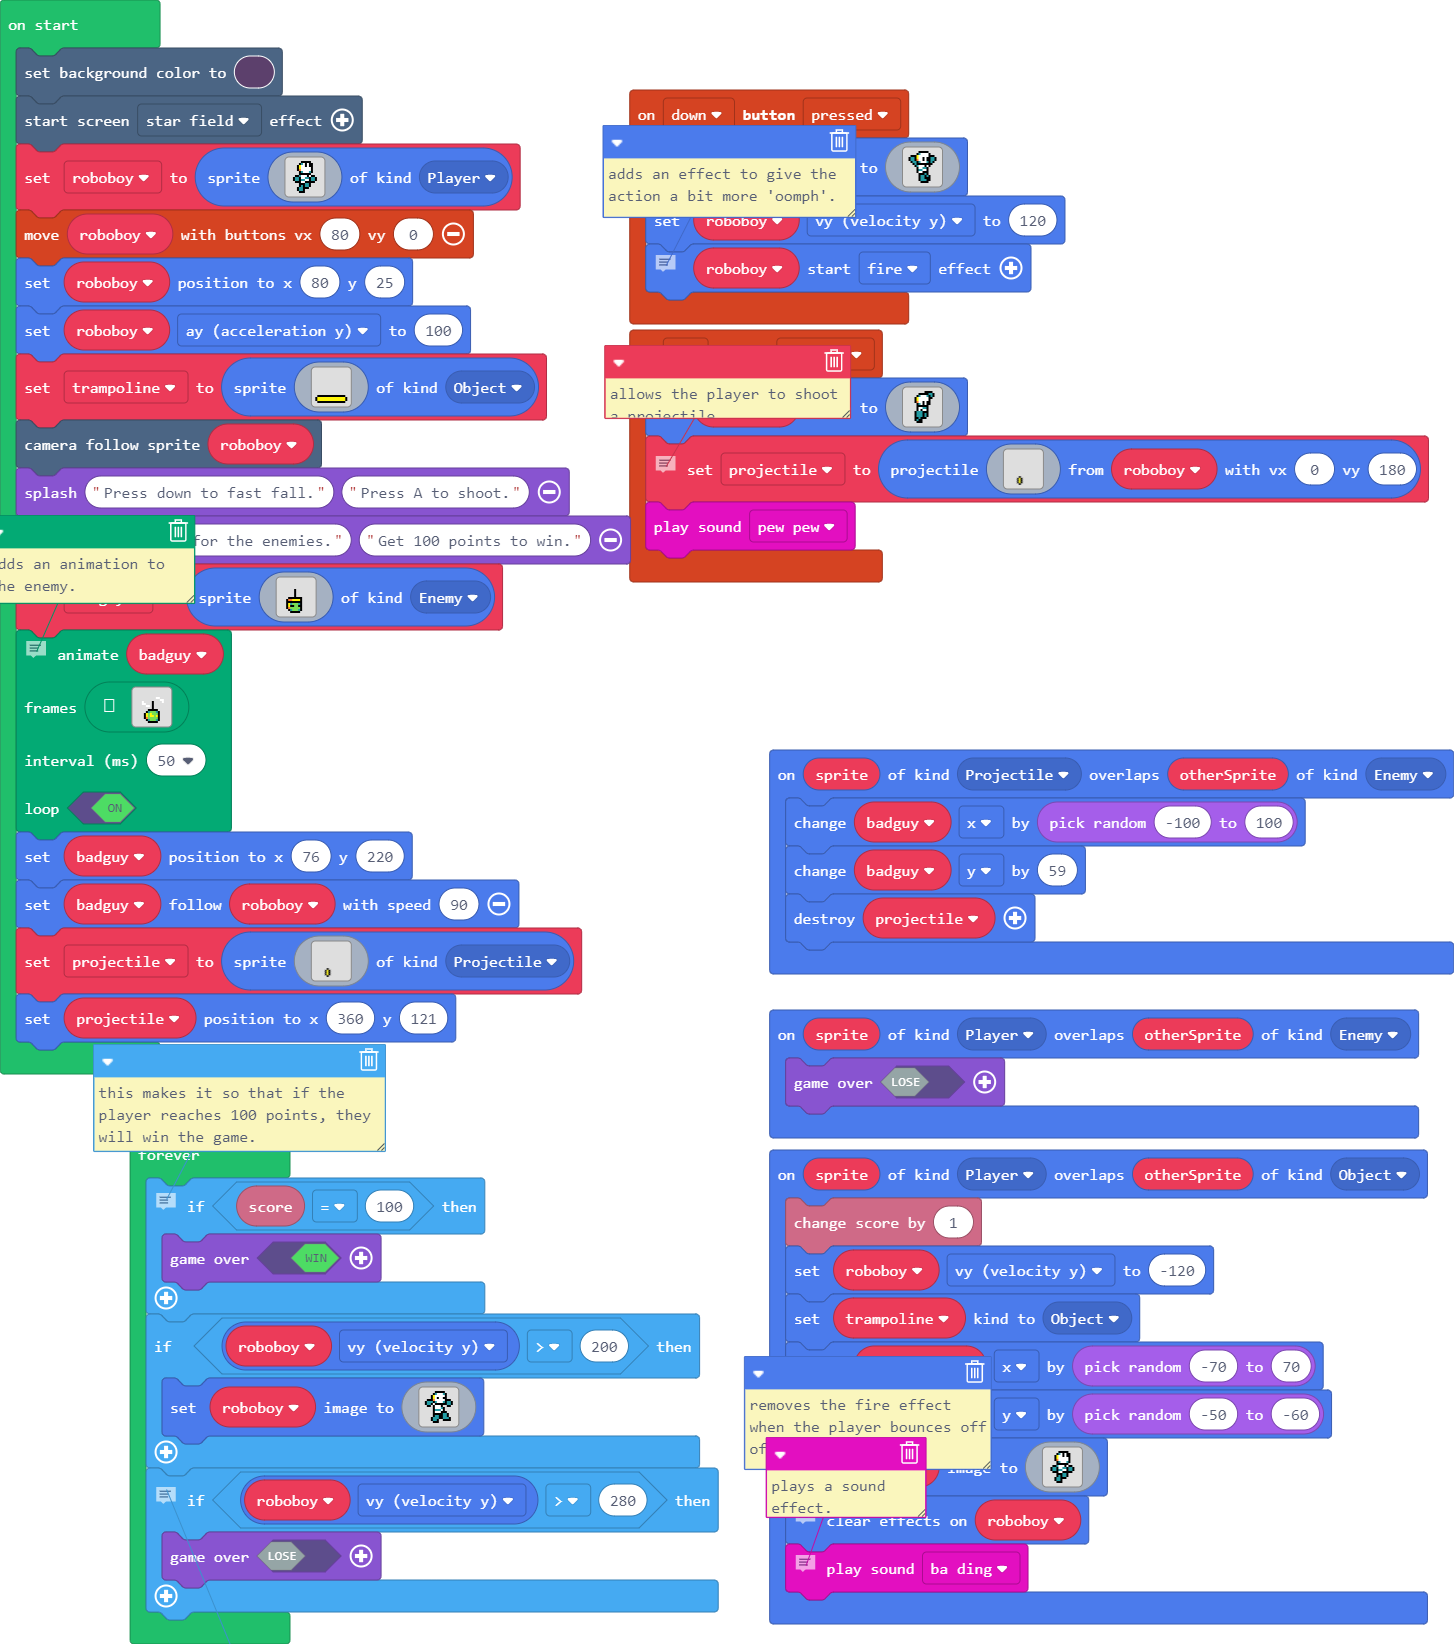 on start
set background color to
start screen star field effect
set roboboy to sprite of kind Player
move roboboy with buttons vx 80 vy 0
set roboboy position to x 80 y 25
set roboboy ay (acceleration y) to 100
set trampoline to sprite of kind Object
camera follow sprite roboboy
splash "Press down to fast fall." "Press A to shoot."
for the enemies." "Get 100 points to win."
dds an animation to
he enemy.
sprite of kind Enemy
animate badguy
frames
interval (ms) 50
loop ON
set badguy position to x 76 y 220
set badguy follow roboboy with speed 90
set projectile to sprite of kind Projectile
set projectile position to x 360 y 121
this makes it so that if the
player reaches 100 points, they
will win the game.
forever
if score = 100 then
game over WIN
if roboboy vy (velocity y) > 200 then
set roboboy image to
if roboboy vy (velocity y) > 280 then
game over LOSE
on down button pressed
adds an effect to give the
action a bit more 'oomph'.
to
set roboboy vy (velocity y) to 120
roboboy start fire effect
allows the player to shoot
a projectile
to
set projectile to projectile from roboboy with vx 0 vy 180
play sound pew pew
on sprite of kind Projectile overlaps otherSprite of kind Enemy
change badguy x by pick random -100 to 100
change badguy y by 59
destroy projectile
on sprite of kind Player overlaps otherSprite of kind Enemy
game over LOSE
on sprite of kind Player overlaps otherSprite of kind Object
change score by 1
set roboboy vy (velocity y) to -120
set trampoline kind to Object
x by pick random -70 to 70
y by pick random -50 to -60
removes the fire effect
when the player bounces off
of
image to
plays a sound
effect.
clear effects on roboboy
play sound ba ding